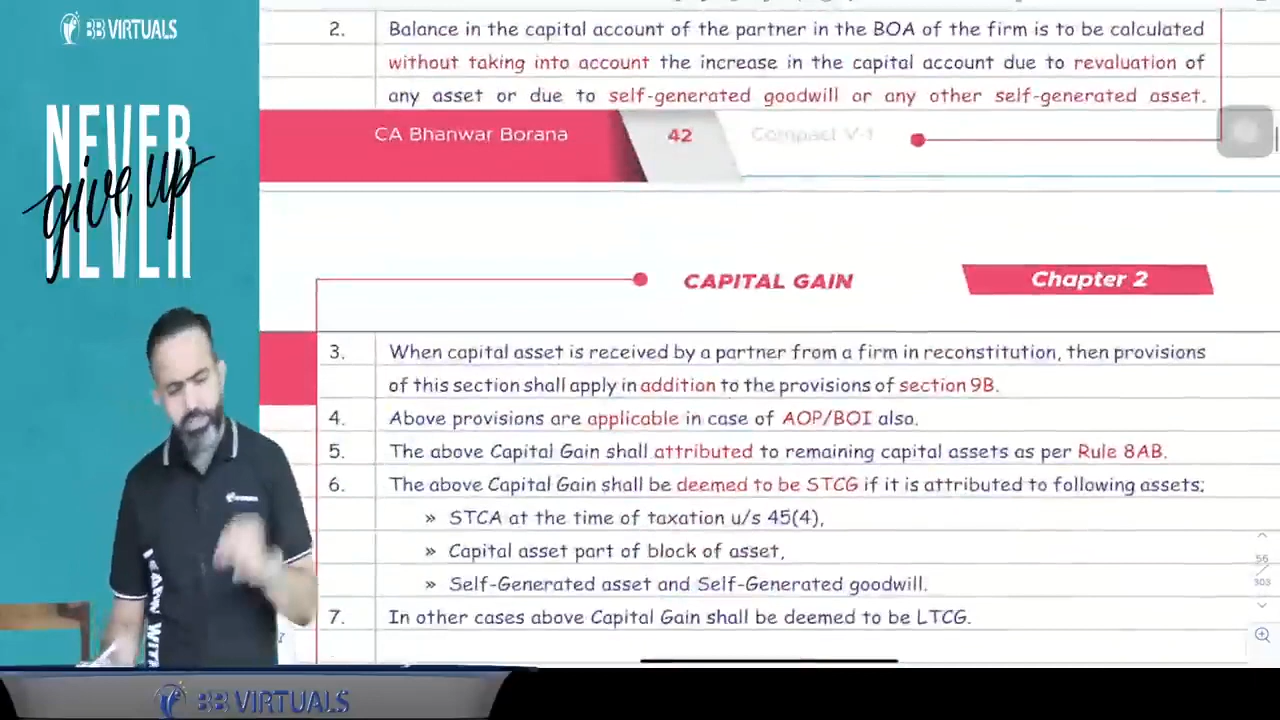 BB VIRTUALS
NEVER
give up
NEVER
2. Balance in the capital account of the partner in the BOA of the firm is to be calculated
without taking into account the increase in the capital account due to revaluation of
any asset or due to self-generated goodwill or any other self-generated asset.
CA Bhanwar Borana 42 Compact V-1
CAPITAL GAIN Chapter 2
3. When capital asset is received by a partner from a firm in reconstitution, then provisions
of this section shall apply in addition to the provisions of section 9B.
4. Above provisions are applicable in case of AOP/BOI also.
5. The above Capital Gain shall attributed to remaining capital assets as per Rule 8AB.
6. The above Capital Gain shall be deemed to be STCG if it is attributed to following assets:
» STCA at the time of taxation u/s 45(4),
» Capital asset part of block of asset,
» Self-Generated asset and Self-Generated goodwill.
7. In other cases above Capital Gain shall be deemed to be LTCG.
56
303
BB VIRTUALS